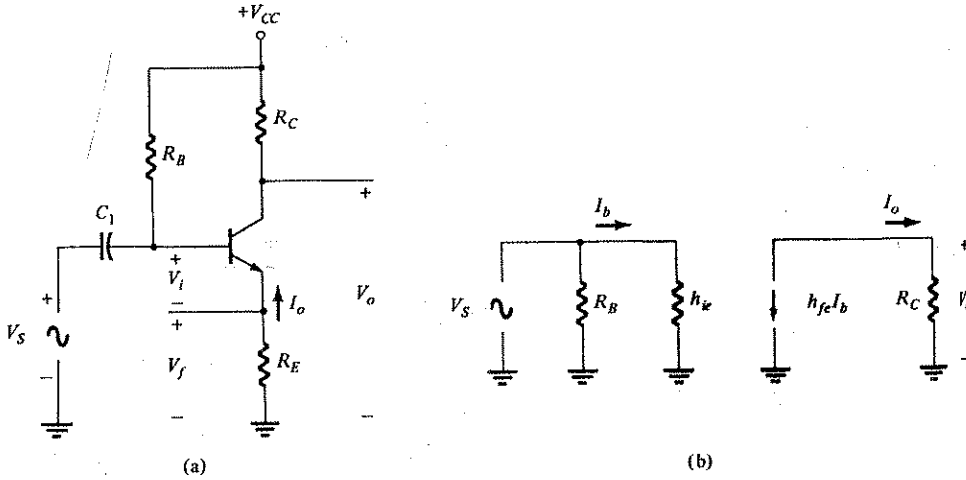 +V_CC
R_C
R_B
C_1
+
V_i
−
I_o
+
V_f
−
R_E
+
V_o
−
+
V_S
−
(a)
I_b
V_S
R_B
h_ie
I_o
h_fe I_b
R_C
+
−
(b)